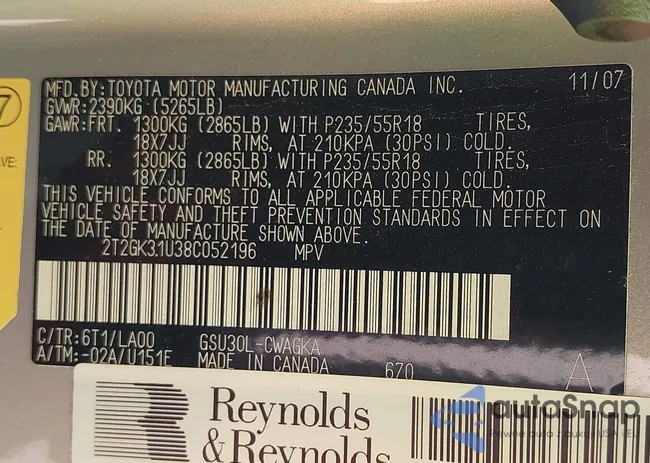 MFD.BY:TOYOTA MOTOR MANUFACTURING CANADA INC. 11/07
GVWR:2390KG (5265LB)
GAWR:FRT. 1300KG (2865LB) WITH P235/55R18 TIRES,
18X7JJ RIMS, AT 210KPA (30PSI) COLD.
RR. 1300KG (2865LB) WITH P235/55R18 TIRES,
18X7JJ RIMS, AT 210KPA (30PSI) COLD.
THIS VEHICLE CONFORMS TO ALL APPLICABLE FEDERAL MOTOR
VEHICLE SAFETY AND THEFT PREVENTION STANDARDS IN EFFECT ON
THE DATE OF MANUFACTURE SHOWN ABOVE.
2T2GK31U38C052196 MPV
C/TR:6T1/LA00 GSU30L-CWAGKA
A/TM:-02A/U151F MADE IN CANADA 670 A
7
VE:
Reynolds
&Reynolds
autoSnap